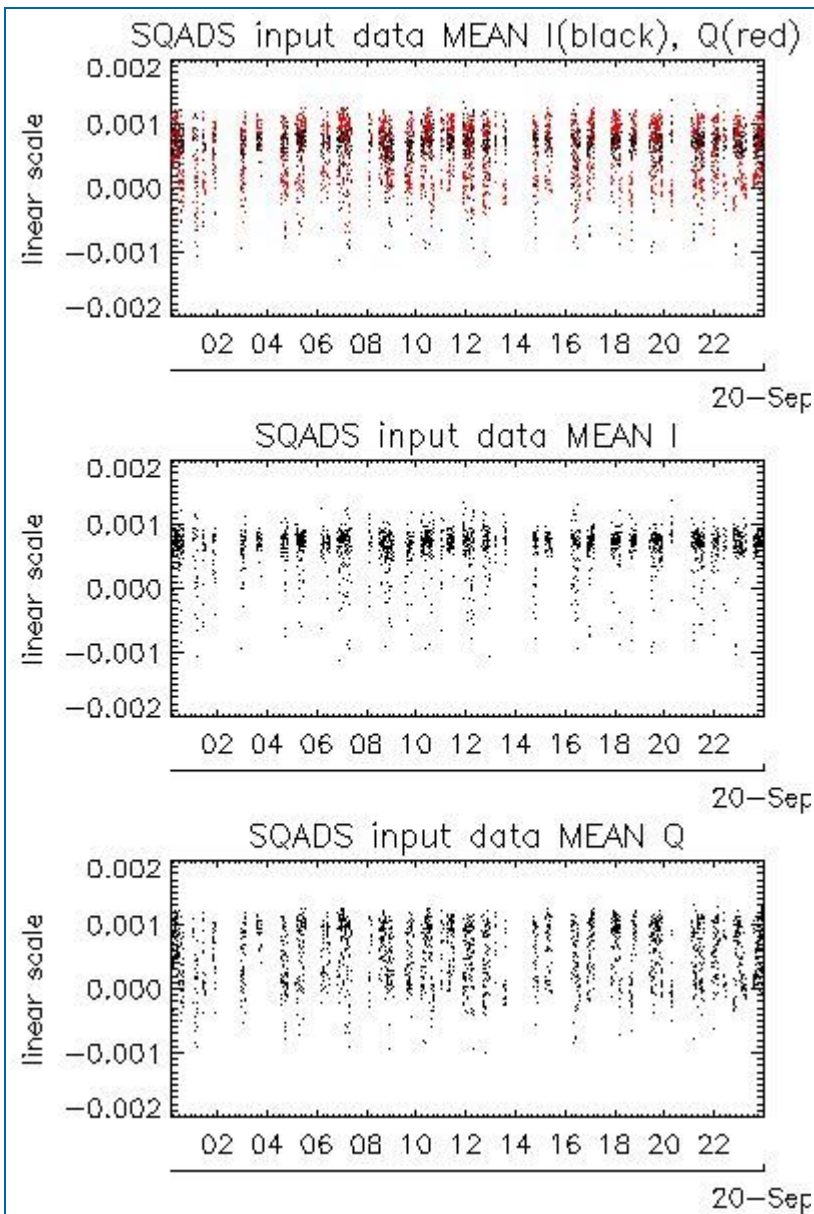 SQADS input data MEAN I(black), Q(red)
0.002
0.001
0.000
-0.001
-0.002
linear scale
02 04 06 08 10 12 14 16 18 20 22
20-Sep
SQADS input data MEAN I
0.002
0.001
0.000
-0.001
-0.002
linear scale
02 04 06 08 10 12 14 16 18 20 22
20-Sep
SQADS input data MEAN Q
0.002
0.001
0.000
-0.001
-0.002
linear scale
02 04 06 08 10 12 14 16 18 20 22
20-Sep